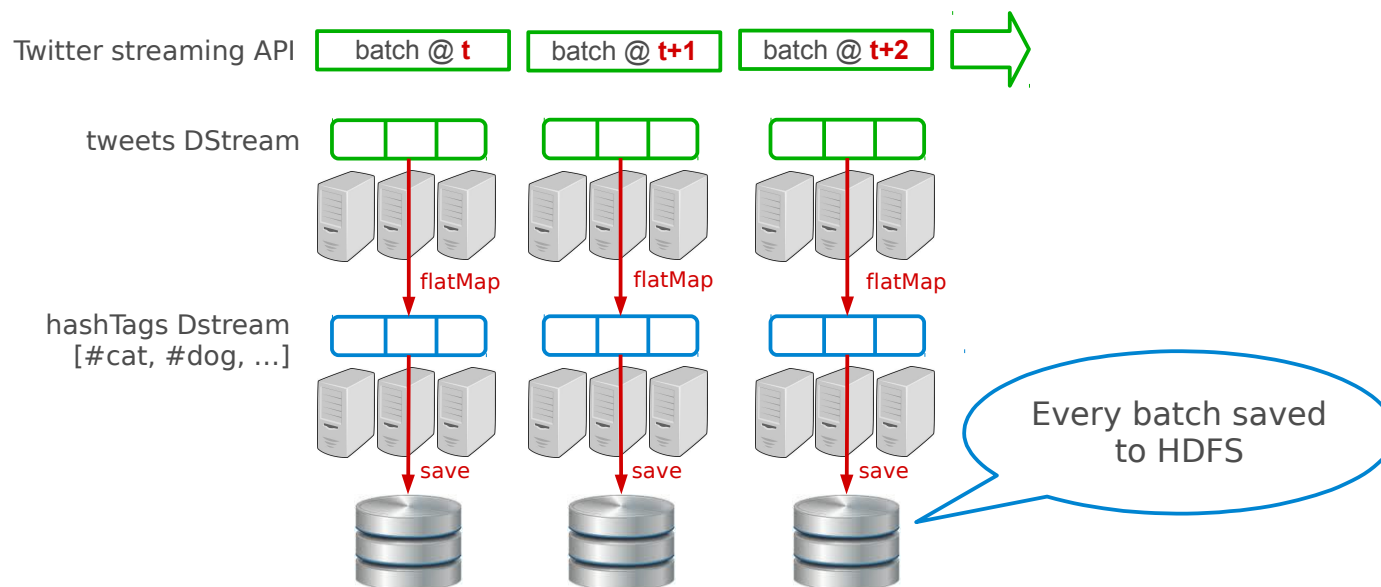 Twitter streaming API
batch @ t
batch @ t+1
batch @ t+2
tweets DStream
flatMap
flatMap
flatMap
hashTags Dstream
[#cat, #dog, …]
Every batch saved
to HDFS
save
save
save